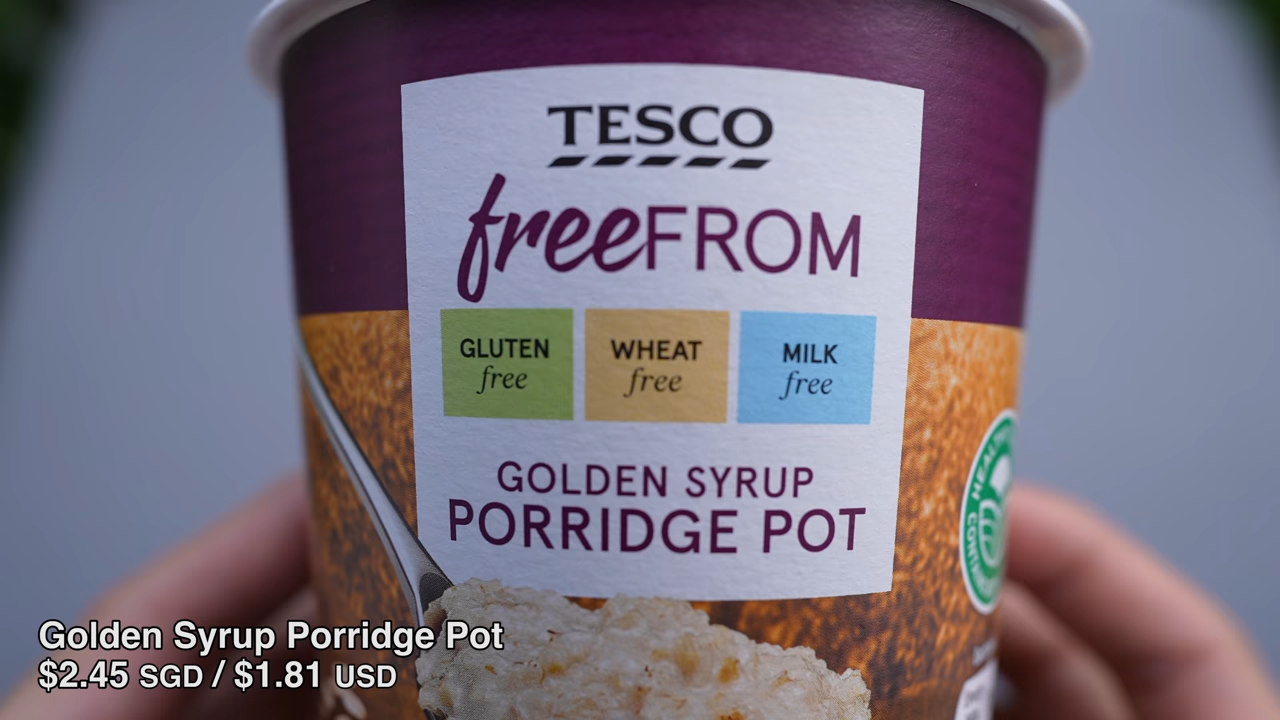 TESCO
freeFROM
GLUTEN free
WHEAT free
MILK free
GOLDEN SYRUP
PORRIDGE POT
Golden Syrup Porridge Pot
$2.45 SGD / $1.81 USD